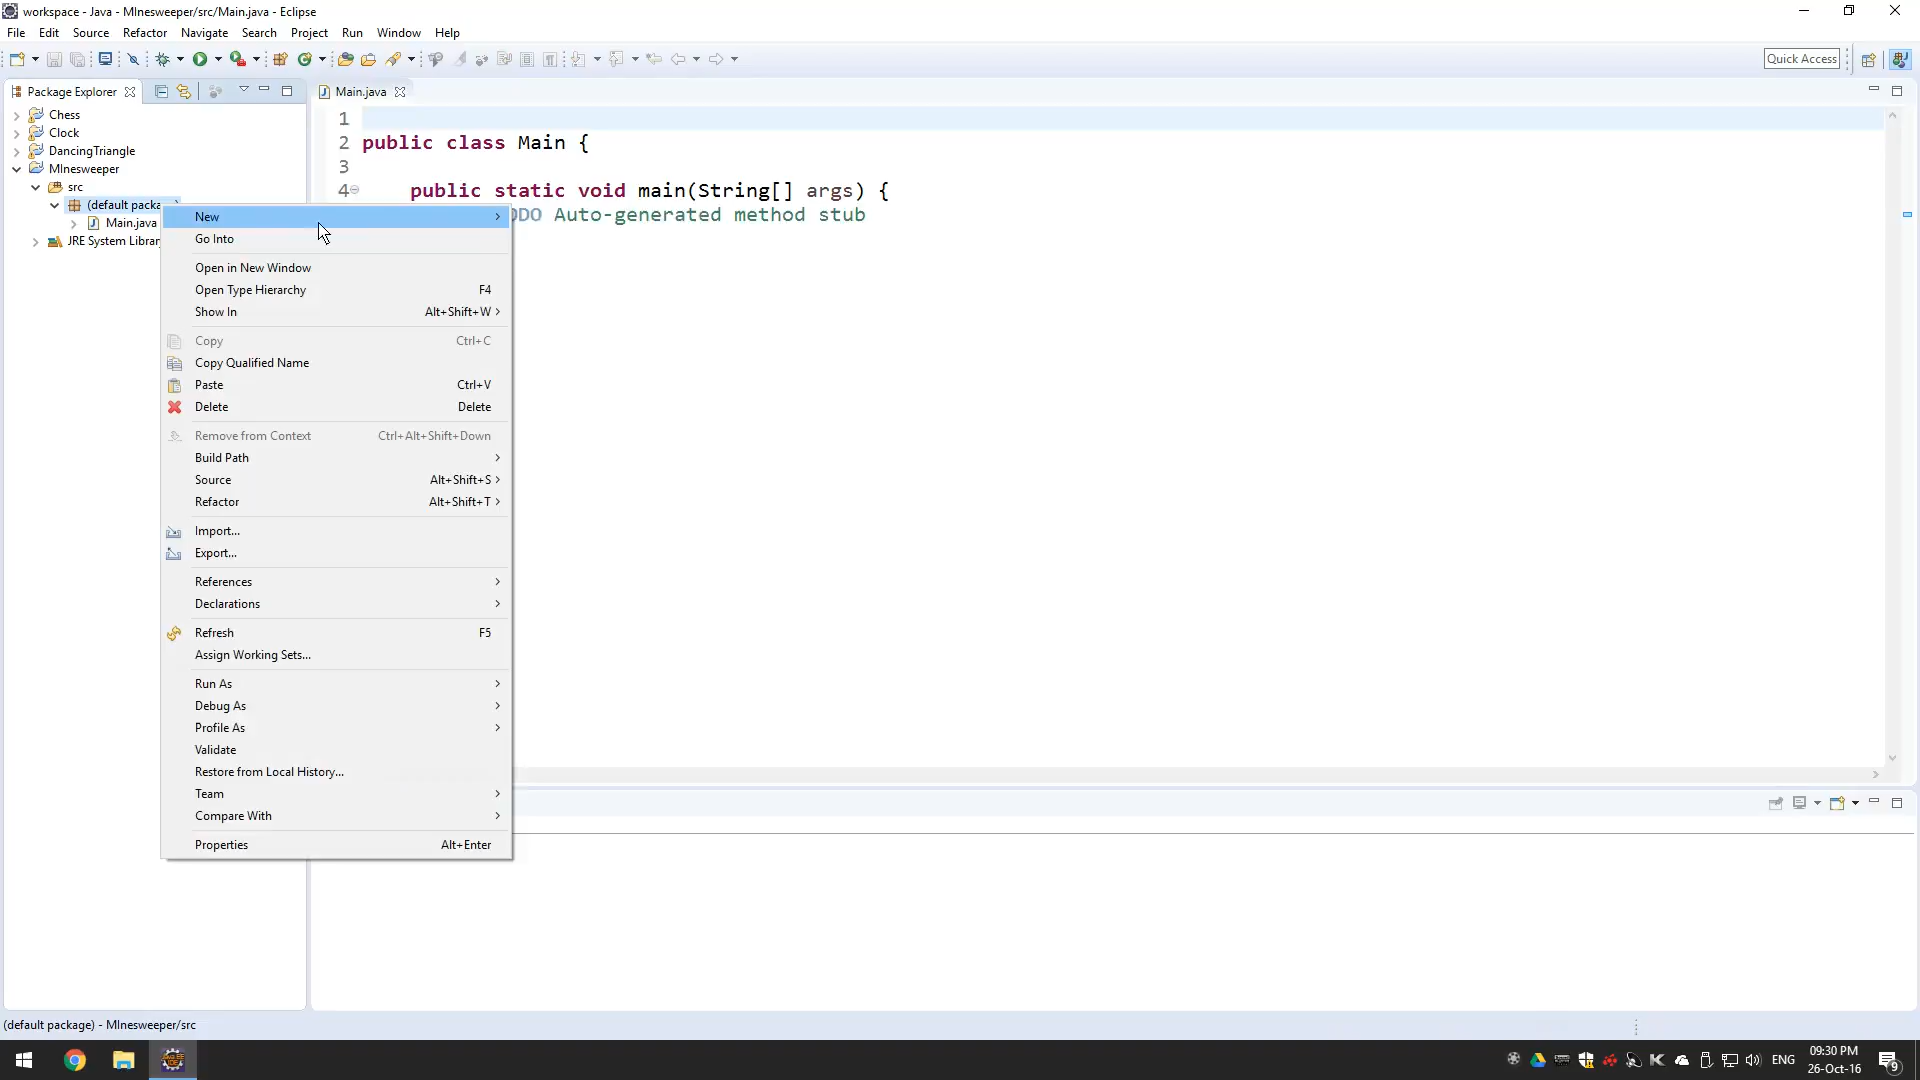 workspace - Java - MInesweeper/src/Main.java - Eclipse
File Edit Source Refactor Navigate Search Project Run Window Help
Quick Access
Package Explorer
Main.java
Chess
Clock
DancingTriangle
MInesweeper
src
(default packa
Main.java
JRE System Librar
1
2 public class Main {
3
4 public static void main(String[] args) {
ODO Auto-generated method stub
New
Go Into
Open in New Window
Open Type Hierarchy F4
Show In Alt+Shift+W
Copy Ctrl+C
Copy Qualified Name
Paste Ctrl+V
Delete Delete
Remove from Context Ctrl+Alt+Shift+Down
Build Path
Source Alt+Shift+S
Refactor Alt+Shift+T
Import...
Export...
References
Declarations
Refresh F5
Assign Working Sets...
Run As
Debug As
Profile As
Validate
Restore from Local History...
Team
Compare With
Properties Alt+Enter
(default package) - MInesweeper/src
ENG
09:30 PM
26-Oct-16
9